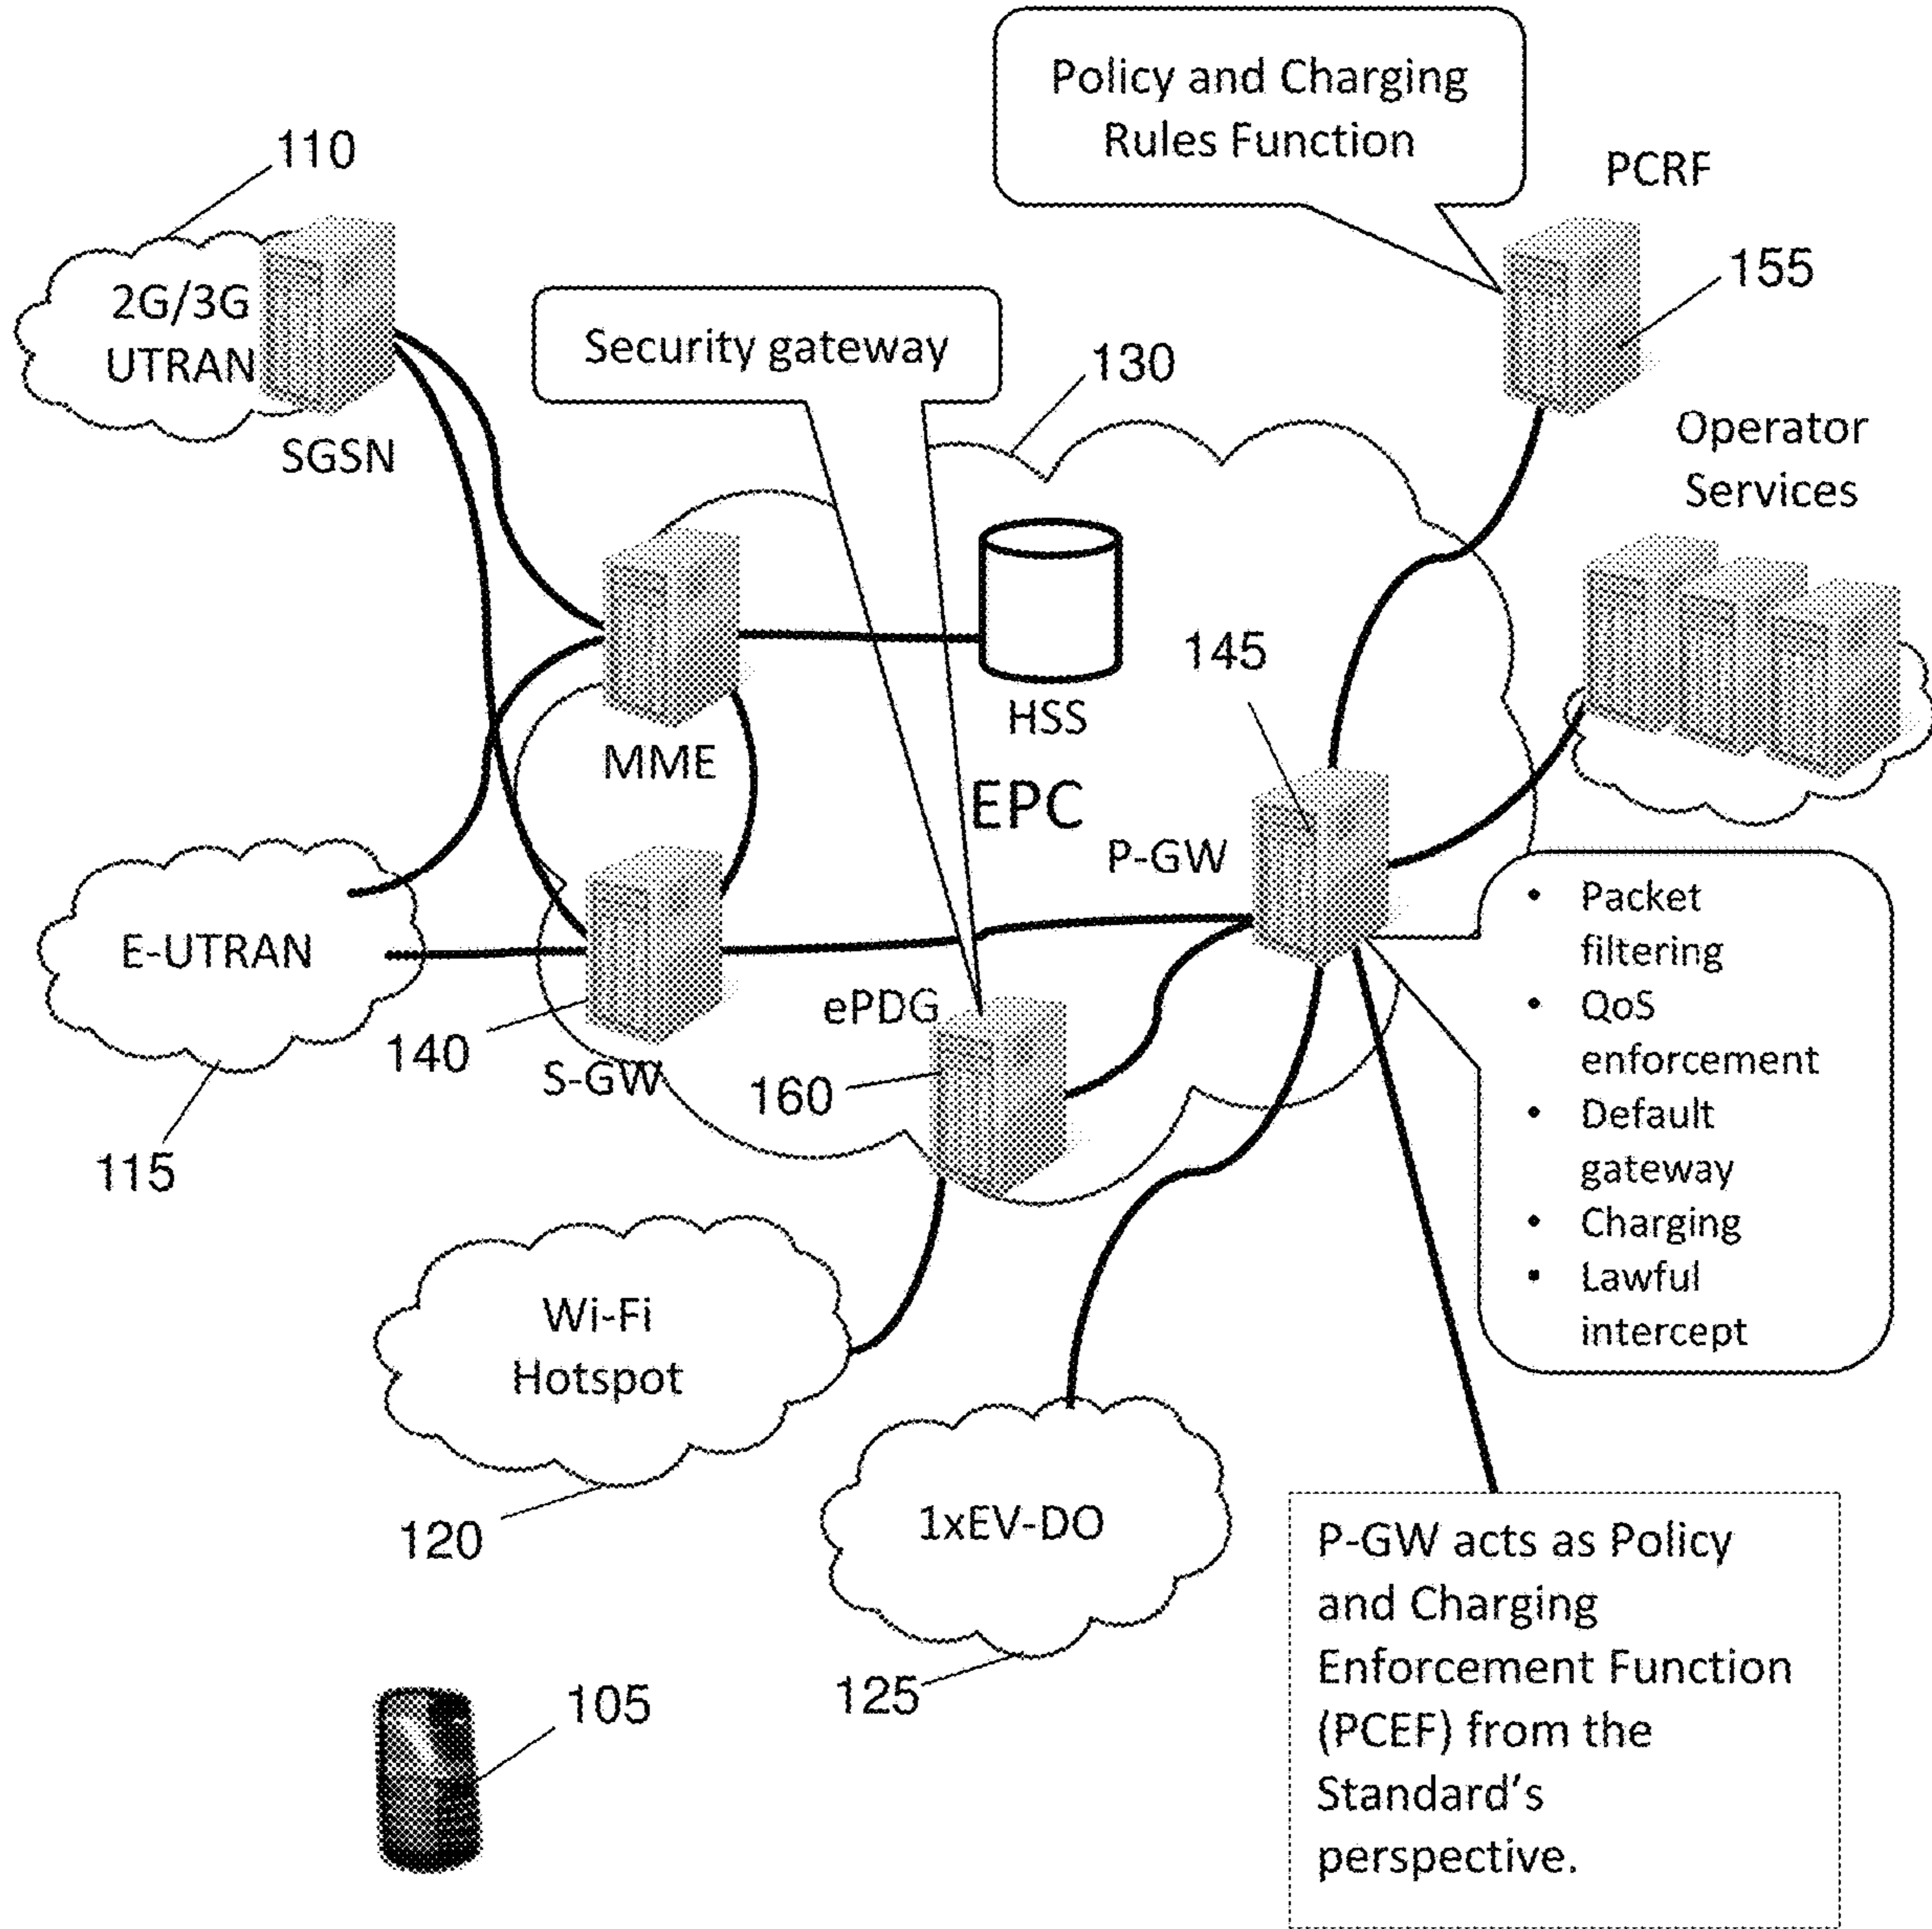 Policy and Charging
Rules Function
PCRF
110
155
2G/3G
UTRAN
SGSN
Security gateway
130
Operator
Services
145
HSS
MME
EPC
P-GW
E-UTRAN
ePDG
140
S-GW
160
115
• Packet
filtering
• QoS
enforcement
• Default
gateway
• Charging
▪ Lawful
intercept
Wi-Fi
Hotspot
120
1xEV-DO
125
105
P-GW acts as Policy
and Charging
Enforcement Function
(PCEF) from the
Standard's
perspective.